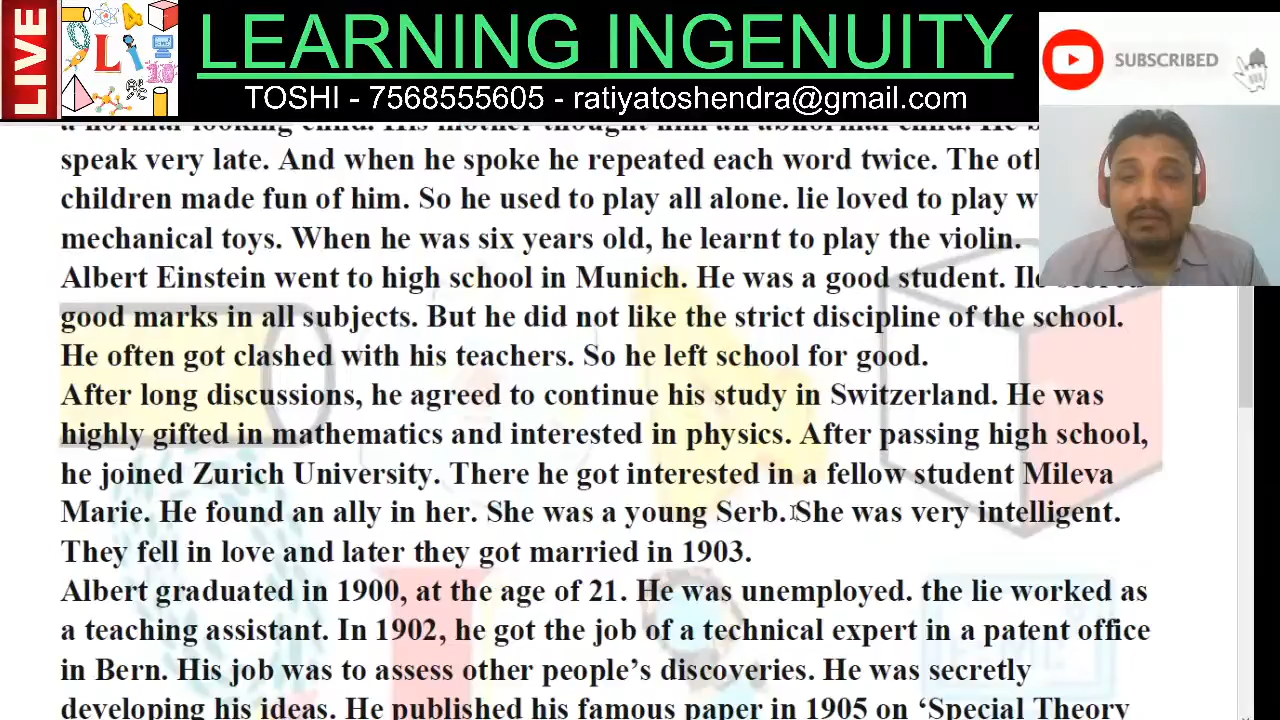 LIVE
L
LEARNING INGENUITY
TOSHI - 7568555605 - ratiyatoshendra@gmail.com
SUBSCRIBED
a normal looking child. His mother thought him an abnormal child. He
speak very late. And when he spoke he repeated each word twice. The
children made fun of him. So he used to play all alone. lie loved to play
mechanical toys. When he was six years old, he learnt to play the violin.
Albert Einstein went to high school in Munich. He was a good student.
good marks in all subjects. But he did not like the strict discipline of the school.
He often got clashed with his teachers. So he left school for good.
After long discussions, he agreed to continue his study in Switzerland. He was
highly gifted in mathematics and interested in physics. After passing high school,
he joined Zurich University. There he got interested in a fellow student Mileva
Marie. He found an ally in her. She was a young Serb. She was very intelligent.
They fell in love and later they got married in 1903.
Albert graduated in 1900, at the age of 21. He was unemployed. the lie worked as
a teaching assistant. In 1902, he got the job of a technical expert in a patent office
in Bern. His job was to assess other people's discoveries. He was secretly
developing his ideas. He published his famous paper in 1905 on ‘Special Theory